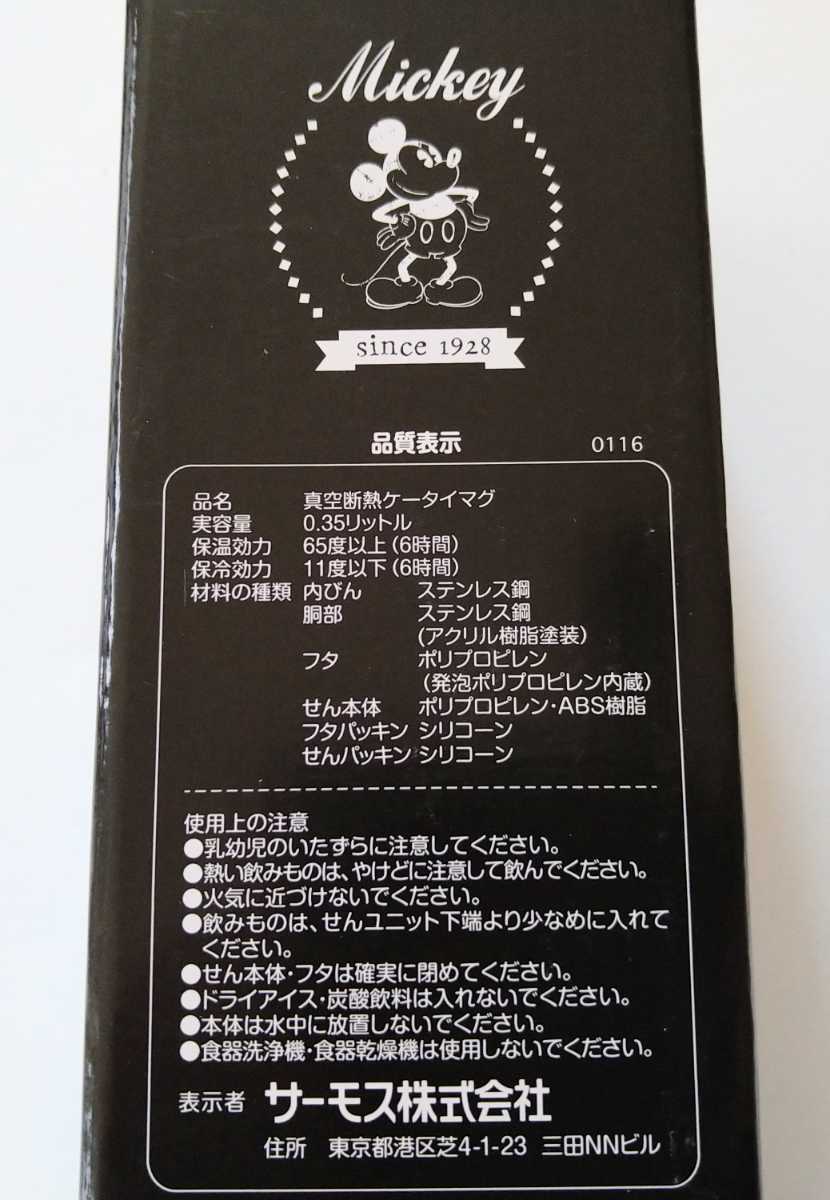 Mickey
since 1928
品質表示 0116
品名 真空断熱ケータイマグ
実容量 0.35リットル
保温効力 65度以上(6時間)
保冷効力 11度以下(6時間)
材料の種類 内びん ステンレス鋼
胴部 ステンレス鋼
(アクリル樹脂塗装)
フタ ポリプロピレン
(発泡ポリプロピレン内蔵)
せん本体 ポリプロピレン・ABS樹脂
フタパッキン シリコーン
せんパッキン シリコーン
使用上の注意
●乳幼児のいたずらに注意してください。
●熱い飲みものは、やけどに注意して飲んでください。
●火気に近づけないでください。
●飲みものは、せんユニット下端より少なめに入れて
ください。
●せん本体・フタは確実に閉めてください。
●ドライアイス・炭酸飲料は入れないでください。
●本体は水中に放置しないでください。
●食器洗浄機・食器乾燥機は使用しないでください。
表示者 サーモス株式会社
住所 東京都港区芝4-1-23 三田NNビル